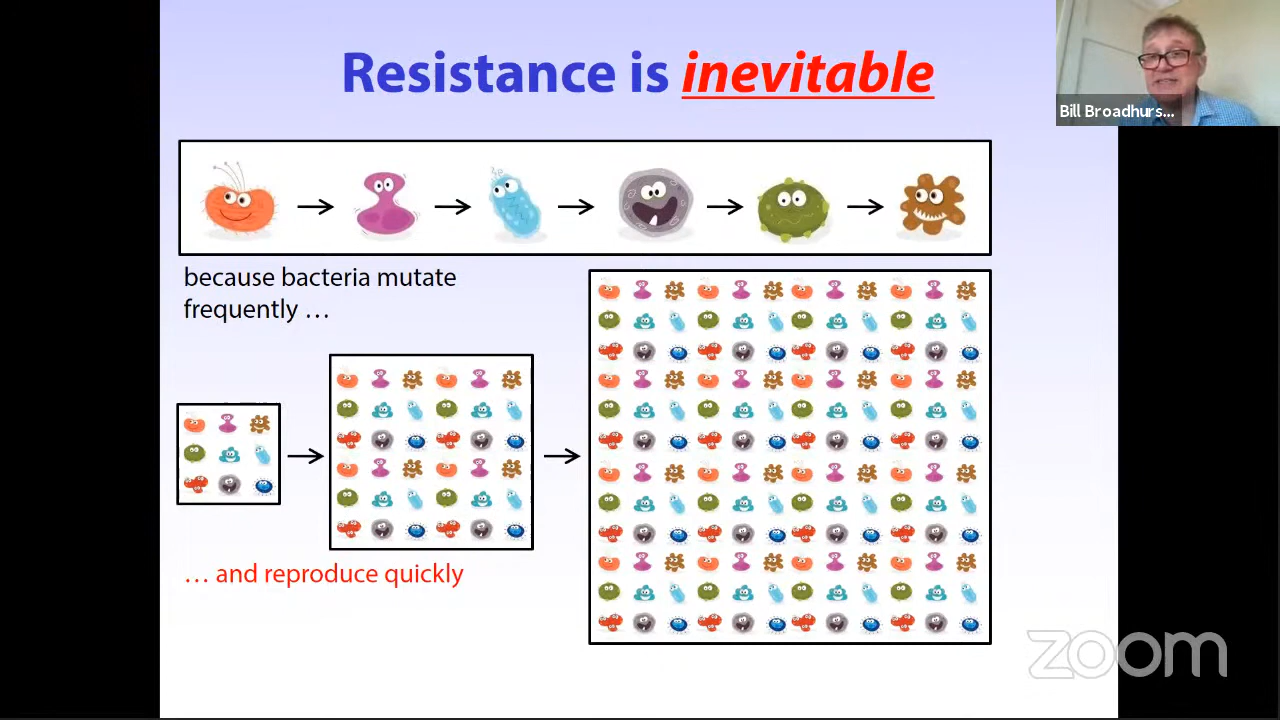 Resistance is inevitable
Bill Broadhurs...
because bacteria mutate
frequently …
… and reproduce quickly
zoom